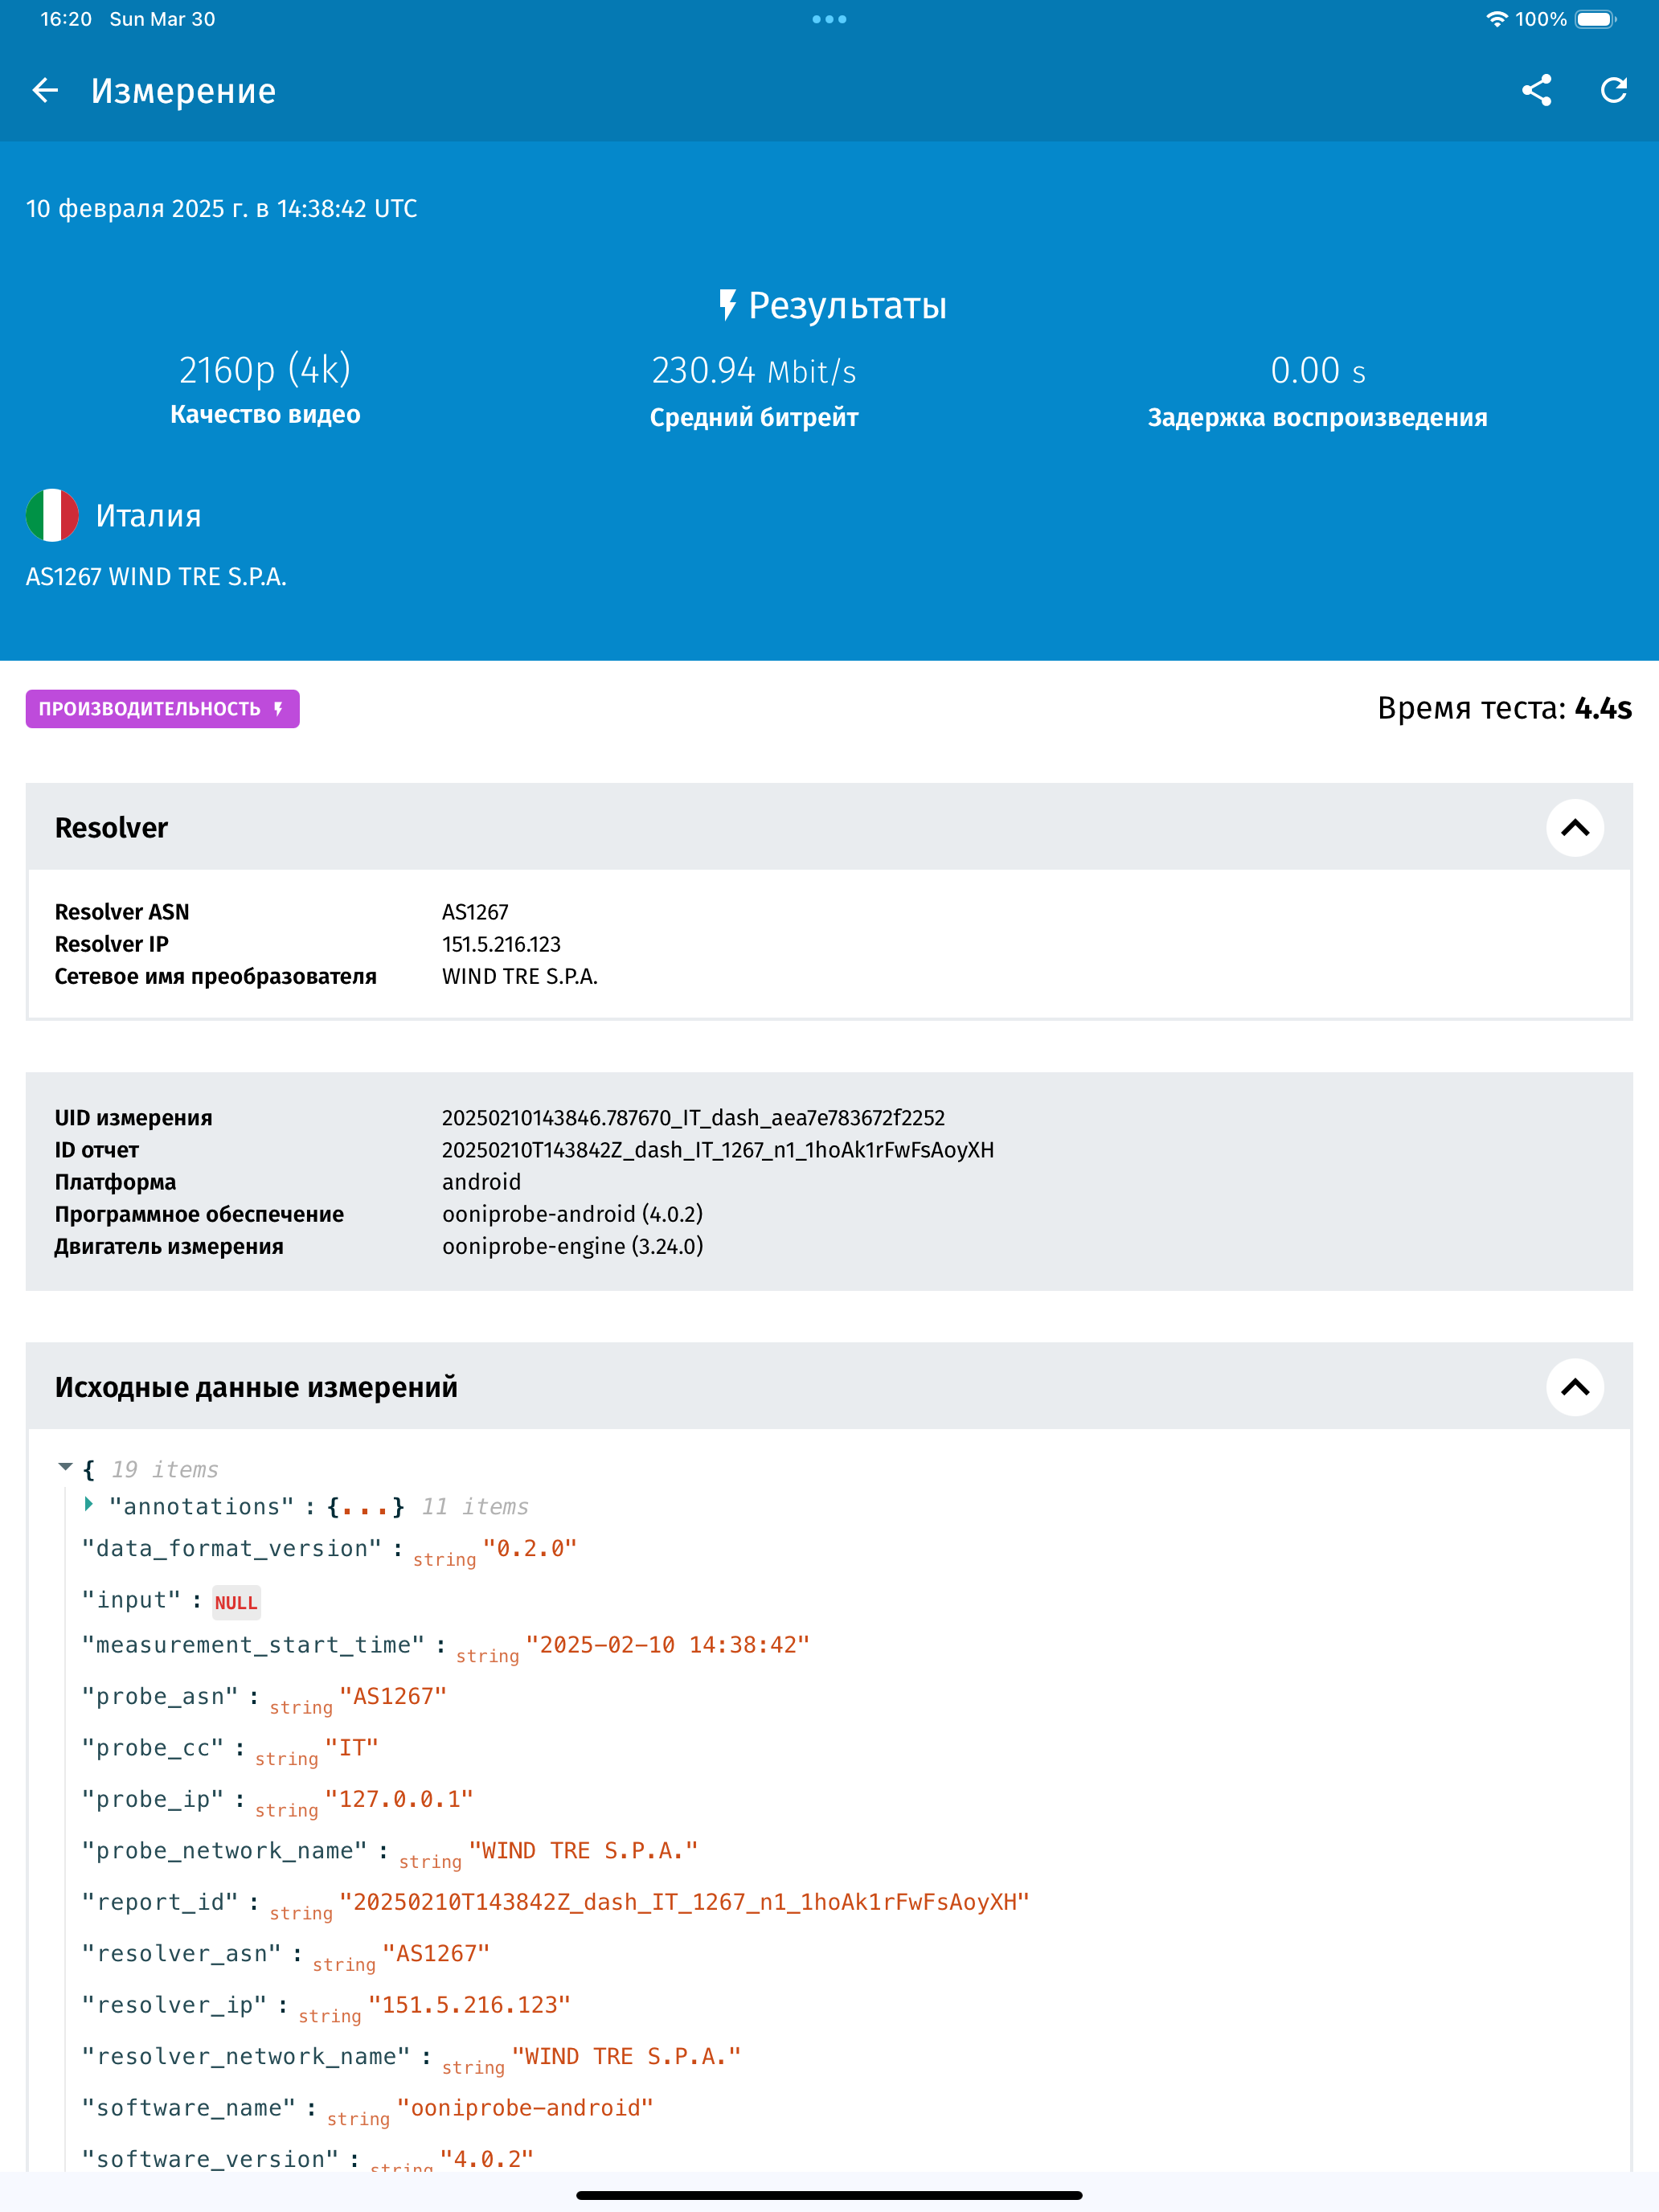 16:20 Sun Mar 30
100%
Измерение
10 февраля 2025 г. в 14:38:42 UTC
Результаты
2160p (4k)
Качество видео
230.94 Mbit/s
Средний битрейт
0.00 s
Задержка воспроизведения
Италия
AS1267 WIND TRE S.P.A.
ПРОИЗВОДИТЕЛЬНОСТЬ
Время теста: 4.4s
Resolver
Resolver ASN AS1267
Resolver IP 151.5.216.123
Сетевое имя преобразователя WIND TRE S.P.A.
UID измерения 20250210143846.787670_IT_dash_aea7e783672f2252
ID отчет 20250210T143842Z_dash_IT_1267_n1_1hoAk1rFwFsAoyXH
Платформа android
Программное обеспечение ooniprobe-android (4.0.2)
Двигатель измерения ooniprobe-engine (3.24.0)
Исходные данные измерений
{ 19 items
"annotations" : {...} 11 items
"data_format_version" : string "0.2.0"
"input" : NULL
"measurement_start_time" : string "2025-02-10 14:38:42"
"probe_asn" : string "AS1267"
"probe_cc" : string "IT"
"probe_ip" : string "127.0.0.1"
"probe_network_name" : string "WIND TRE S.P.A."
"report_id" : string "20250210T143842Z_dash_IT_1267_n1_1hoAk1rFwFsAoyXH"
"resolver_asn" : string "AS1267"
"resolver_ip" : string "151.5.216.123"
"resolver_network_name" : string "WIND TRE S.P.A."
"software_name" : string "ooniprobe-android"
"software_version" : string "4.0.2"